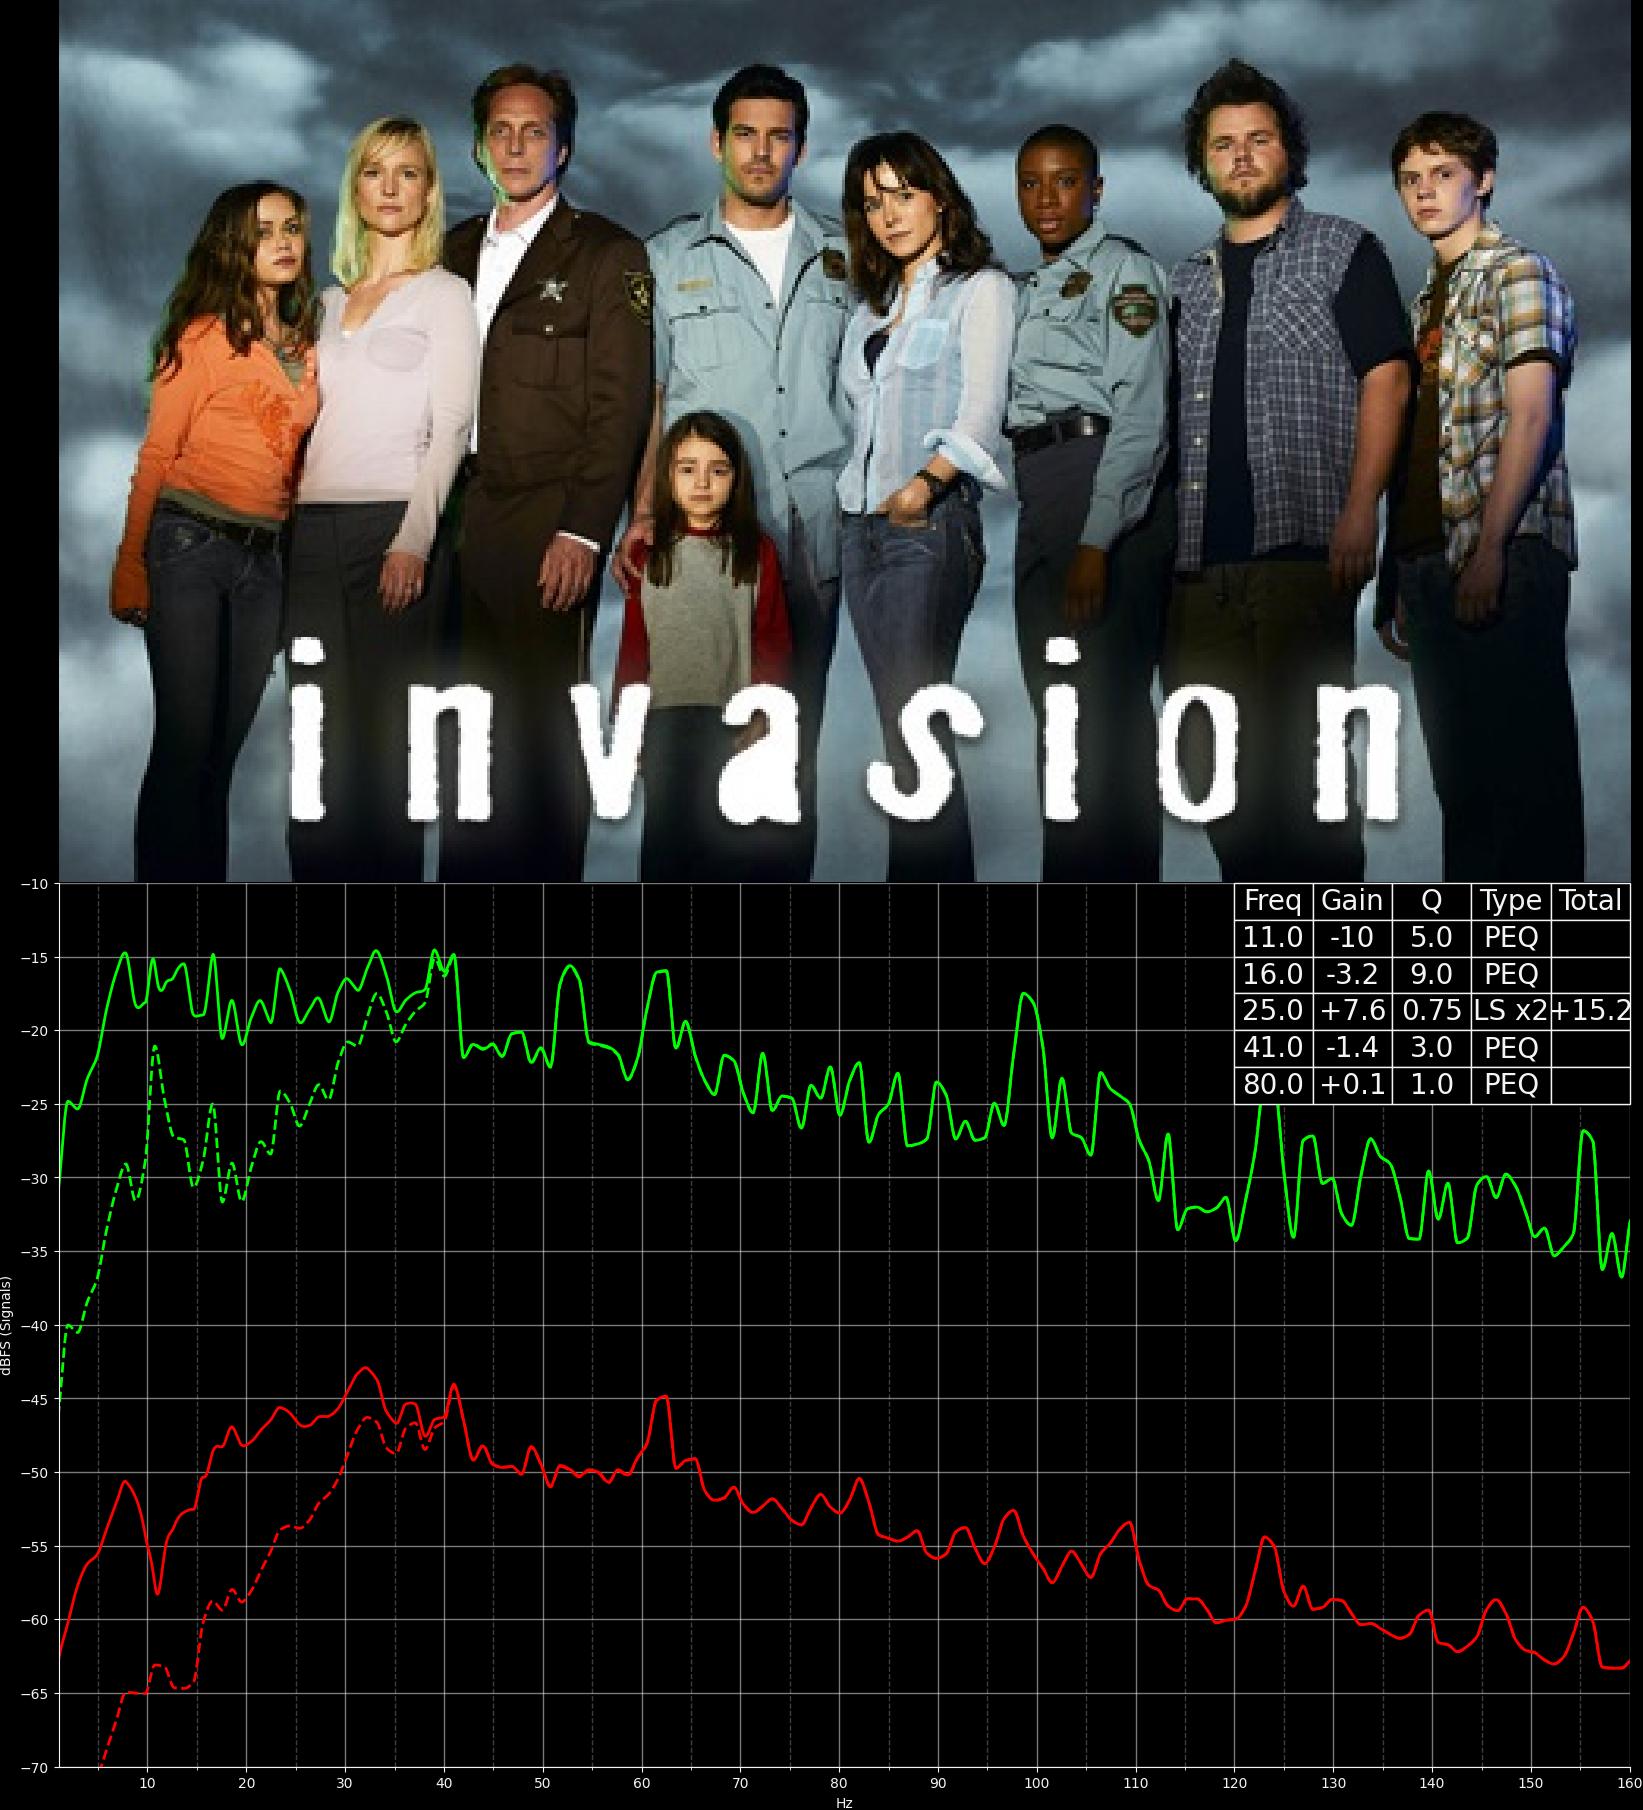 invasion
Freq Gain Q Type Total
11.0 -10 5.0 PEQ
16.0 -3.2 9.0 PEQ
25.0 +7.6 0.75 LS x2 +15.2
41.0 -1.4 3.0 PEQ
80.0 +0.1 1.0 PEQ
−10
−15
−20
−25
−30
−35
−40
−45
−50
−55
−60
−65
−70
dBFS (Signals)
10 20 30 40 50 60 70 80 90 100 110 120 130 140 150 160
Hz